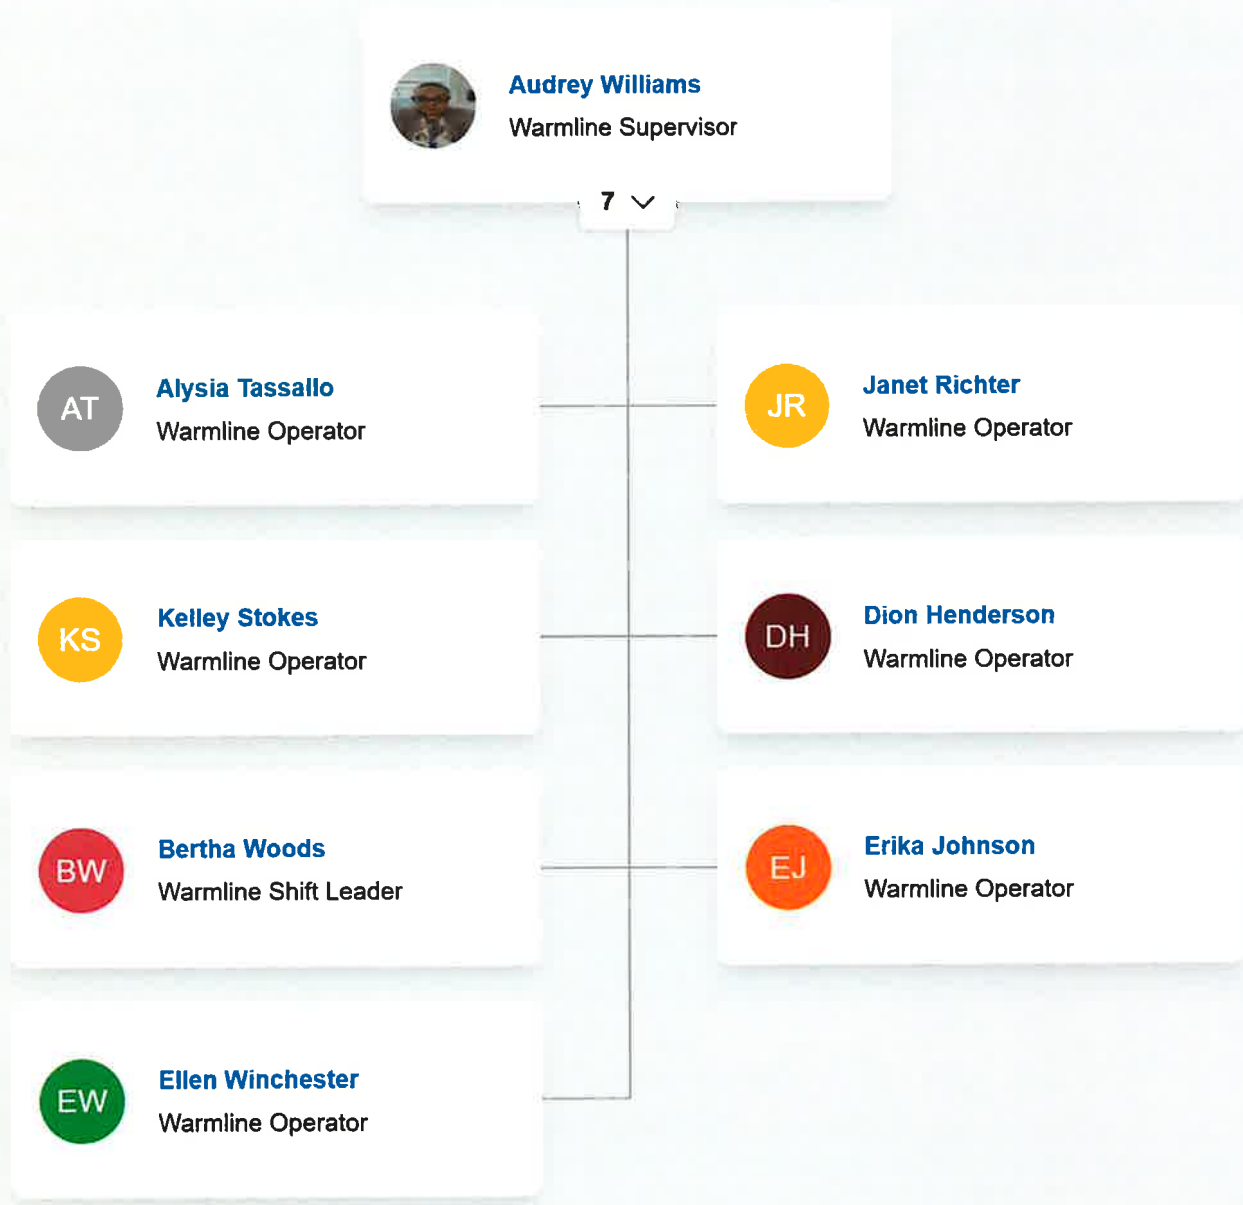 Audrey Williams
Warmline Supervisor
7
AT
Alysia Tassallo
Warmline Operator
JR
Janet Richter
Warmline Operator
KS
Kelley Stokes
Warmline Operator
DH
Dion Henderson
Warmline Operator
BW
Bertha Woods
Warmline Shift Leader
EJ
Erika Johnson
Warmline Operator
EW
Ellen Winchester
Warmline Operator